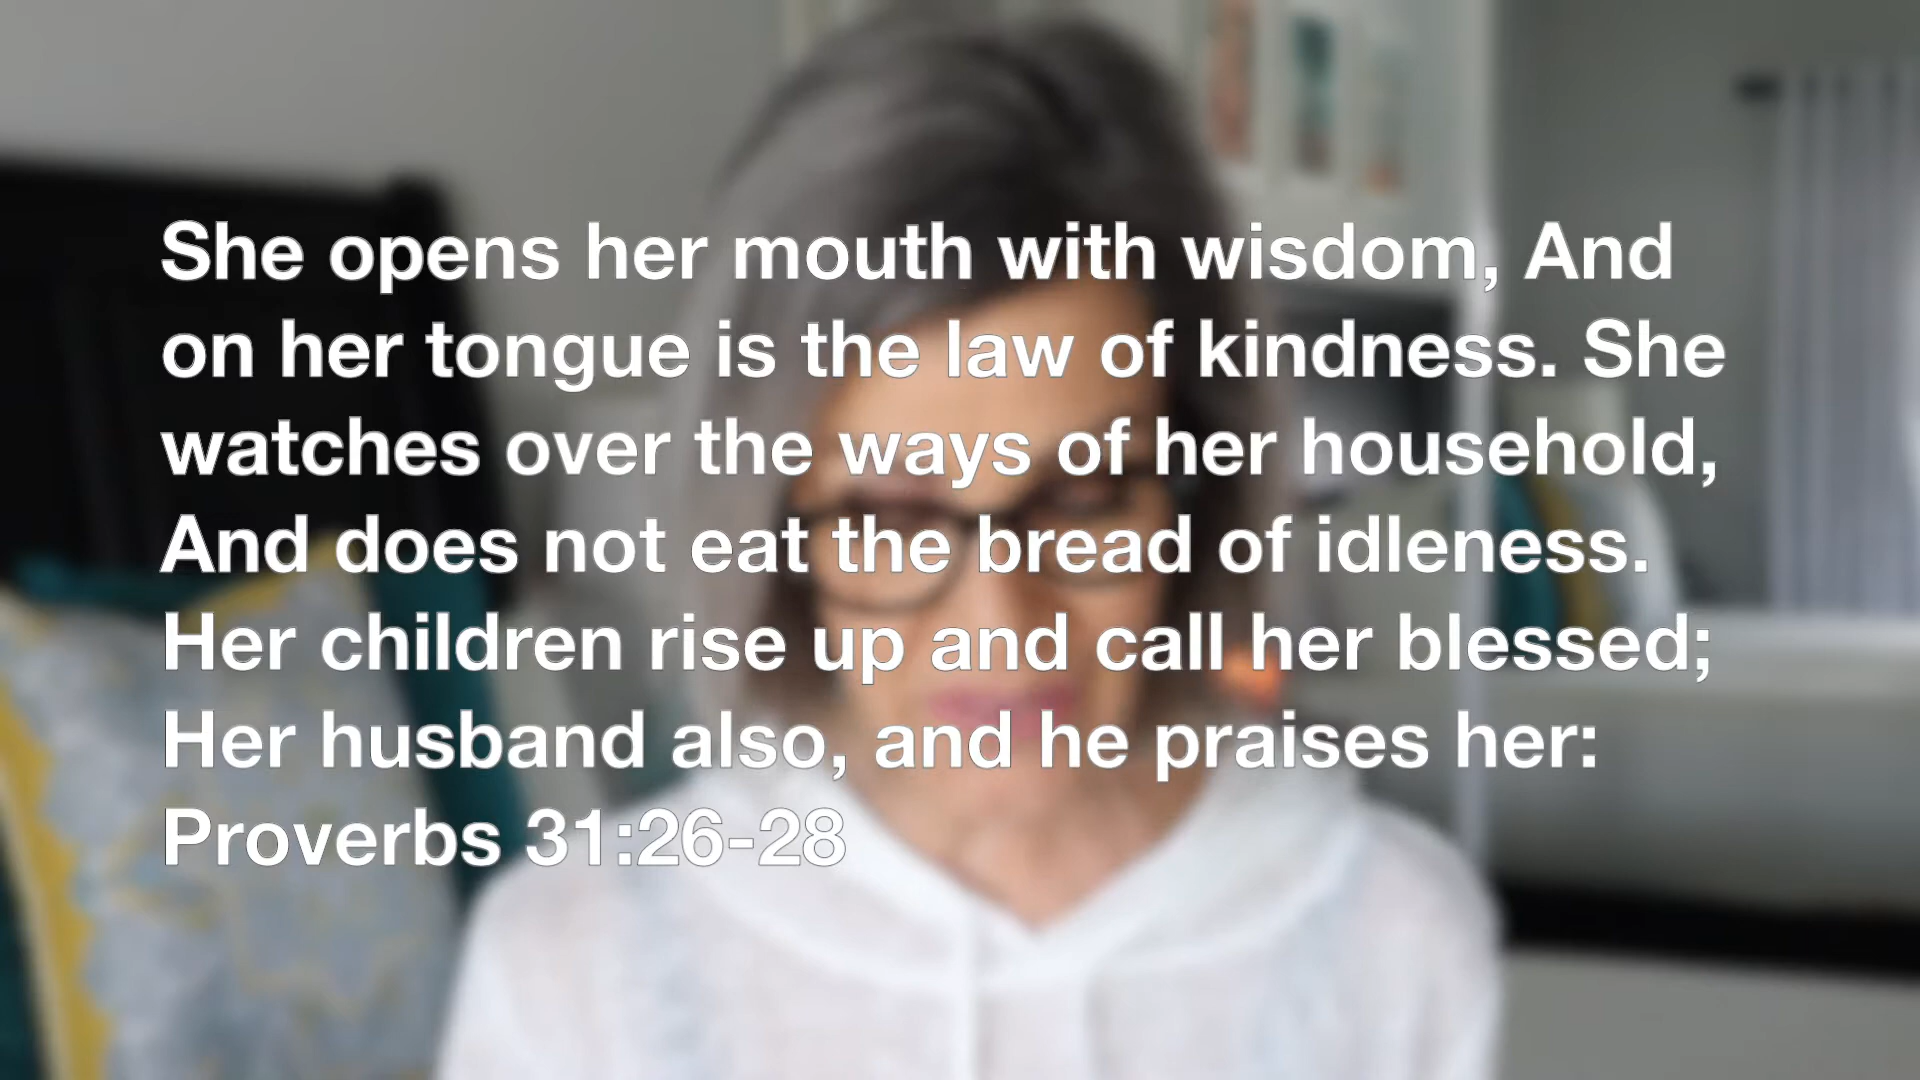 She opens her mouth with wisdom, And
on her tongue is the law of kindness. She
watches over the ways of her household,
And does not eat the bread of idleness.
Her children rise up and call her blessed;
Her husband also, and he praises her:
Proverbs 31:26-28